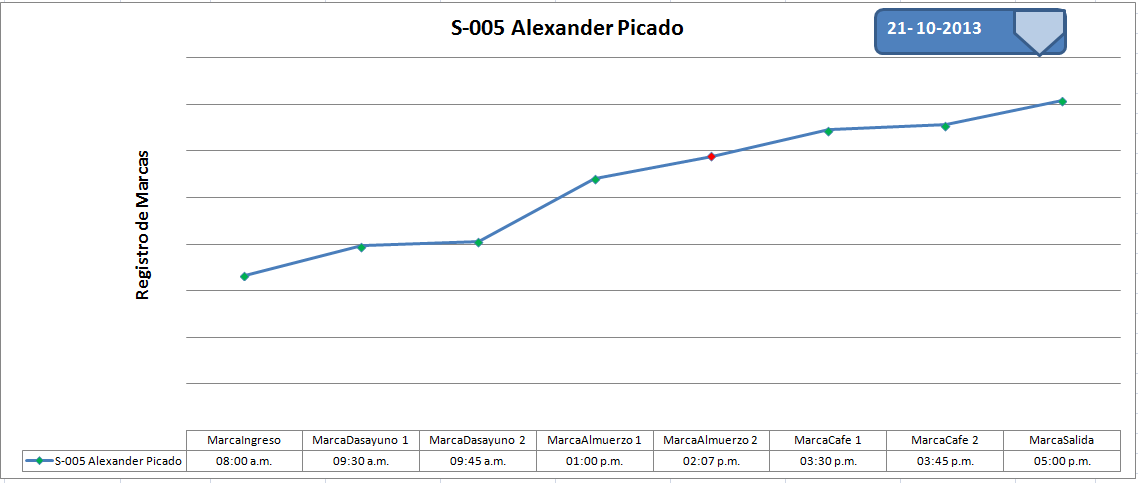 S-005 Alexander Picado
21- 10-2013
Registro de Marcas
MarcaIngreso MarcaDasayuno 1 MarcaDasayuno 2 MarcaAlmuerzo 1 MarcaAlmuerzo 2 MarcaCafe 1 MarcaCafe 2 MarcaSalida
S-005 Alexander Picado 08:00 a.m. 09:30 a.m. 09:45 a.m. 01:00 p.m. 02:07 p.m. 03:30 p.m. 03:45 p.m. 05:00 p.m.